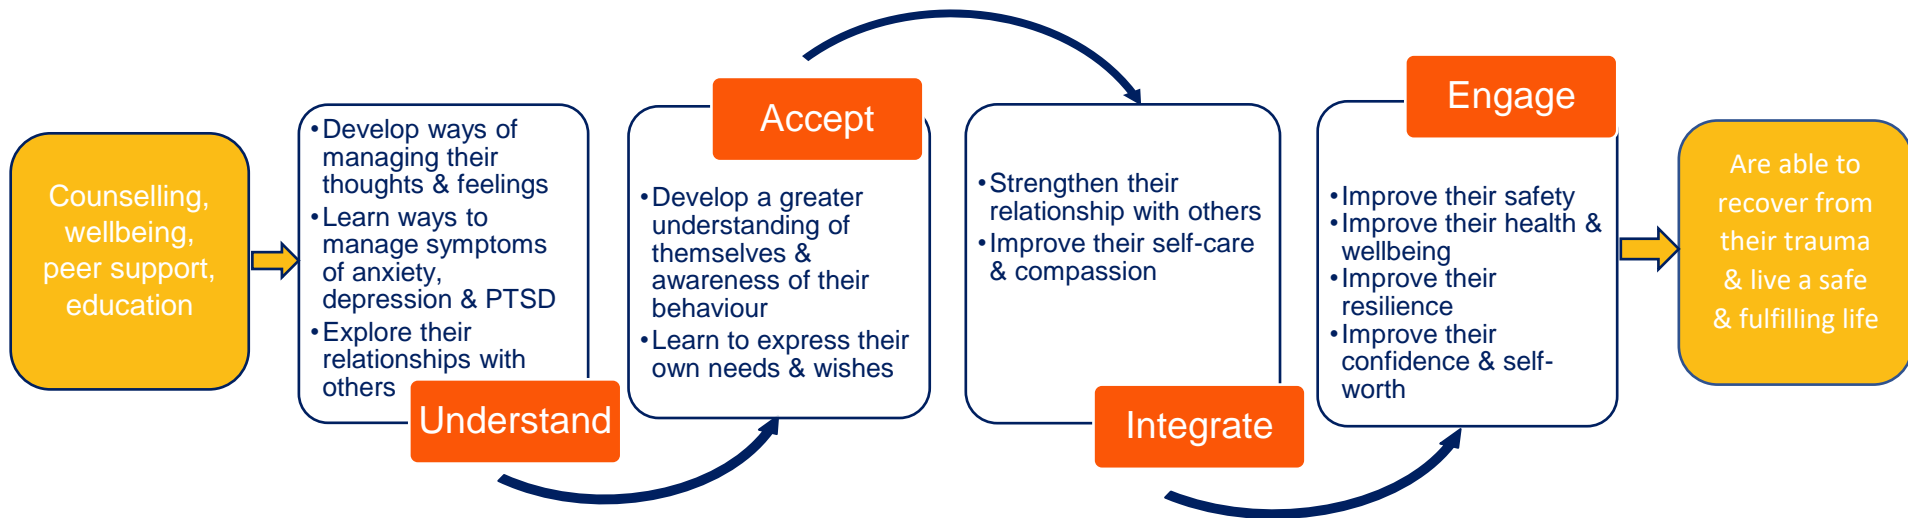 Counselling,
wellbeing,
peer support,
education
•Develop ways of
managing their
thoughts & feelings
•Learn ways to
manage symptoms
of anxiety,
depression & PTSD
•Explore their
relationships with
others
Understand
Accept
•Develop a greater
understanding of
themselves &
awareness of their
behaviour
•Learn to express their
own needs & wishes
•Strengthen their
relationship with others
•Improve their self-care
& compassion
Integrate
Engage
•Improve their safety
•Improve their health &
wellbeing
•Improve their
resilience
•Improve their
confidence & self-
worth
Are able to
recover from
their trauma
& live a safe
& fulfilling life